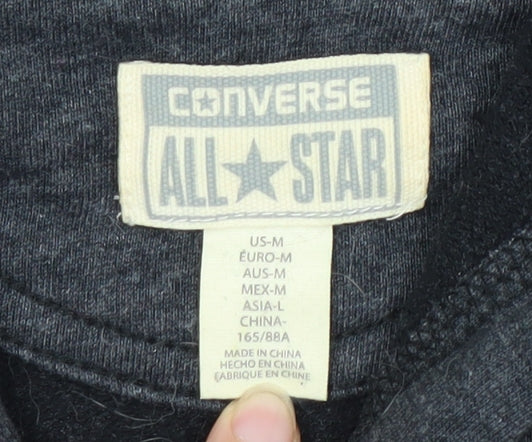 CONVERSE
ALL ★ STAR
US-M
EURO-M
AUS-M
MEX-M
ASIA-L
CHINA-
165/88A
MADE IN CHINA
HECHO EN CHINA
FABRIQUE EN CHINE